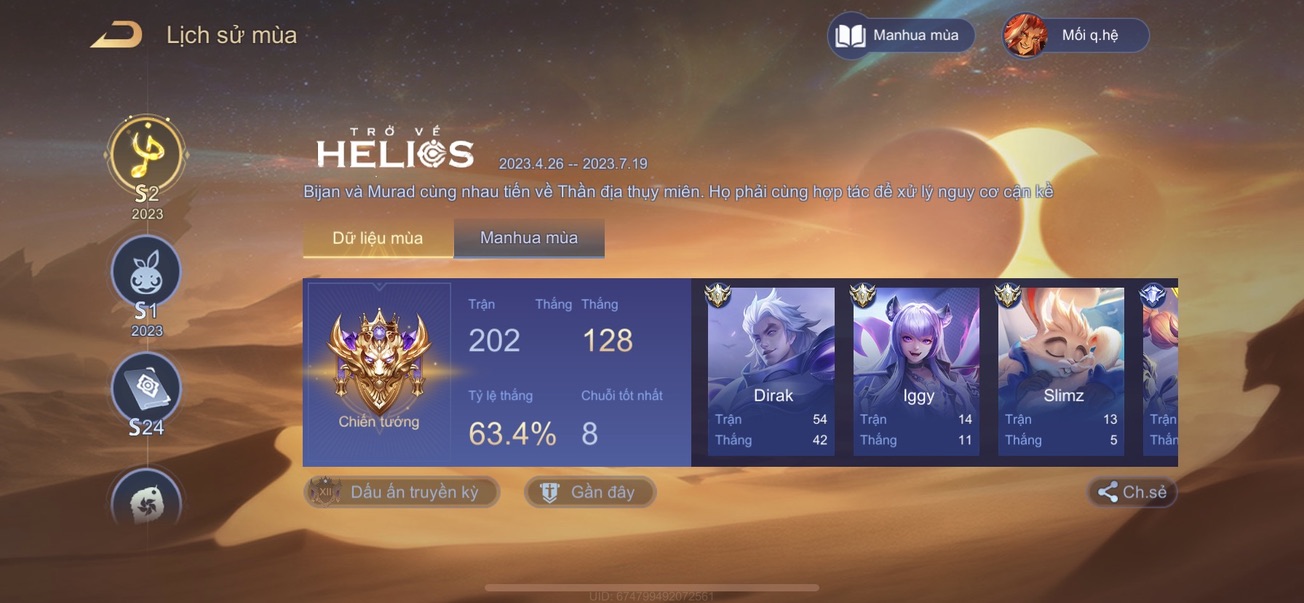 Lịch sử mùa
Manhua mùa
Mối q.hệ
TRỞ VỀ
HELIOS
2023.4.26 -- 2023.7.19
Bijan và Murad cùng nhau tiến về Thần địa thụy miên. Họ phải cùng hợp tác để xử lý nguy cơ cận kề
S2
2023
S1
2023
S24
Dữ liệu mùa
Manhua mùa
Chiến tướng
Trận Thắng Thắng
202 128
Tỷ lệ thắng Chuỗi tốt nhất
63.4% 8
Dirak
Trận 54
Thắng 42
Iggy
Trận 14
Thắng 11
Slimz
Trận 13
Thắng 5
Trận
Thắn
XII
Dấu ấn truyền kỳ
Gần đây
Ch.sẻ
UID: 674799492072561